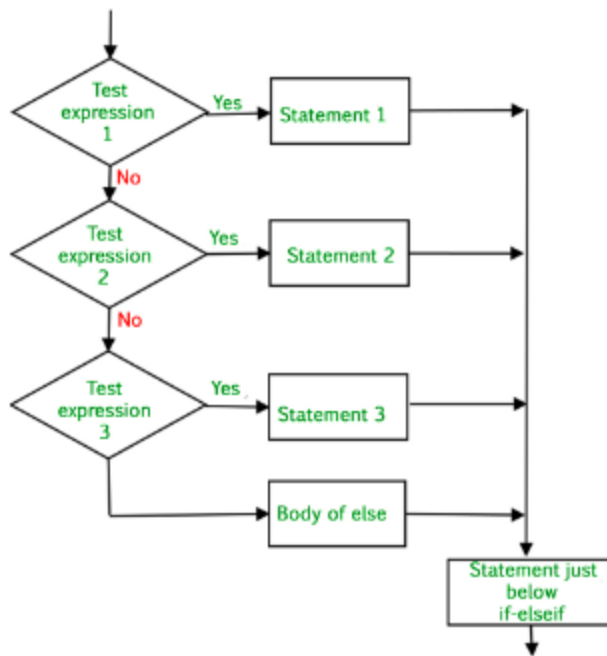 Test
expression
1
Yes
Statement 1
No
Test
expression
2
Yes
Statement 2
No
Test
expression
3
Yes
Statement 3
Body of else
Statement just
below
if-elseif